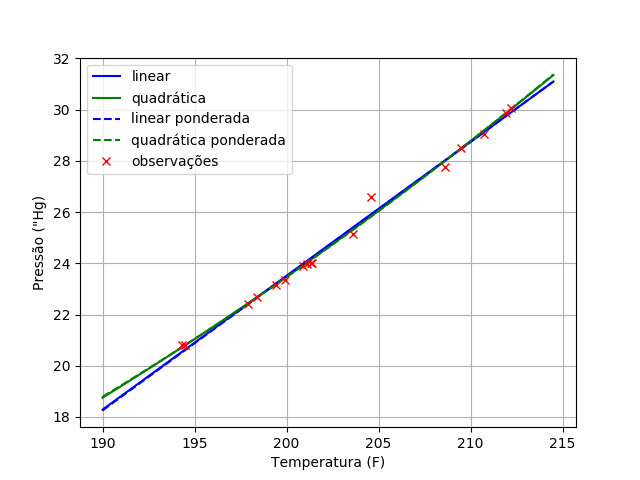 32
30
28
26
24
22
20
18
Pressão ("Hg)
linear
quadrática
linear ponderada
quadrática ponderada
observações
190 195 200 205 210 215
Temperatura (F)